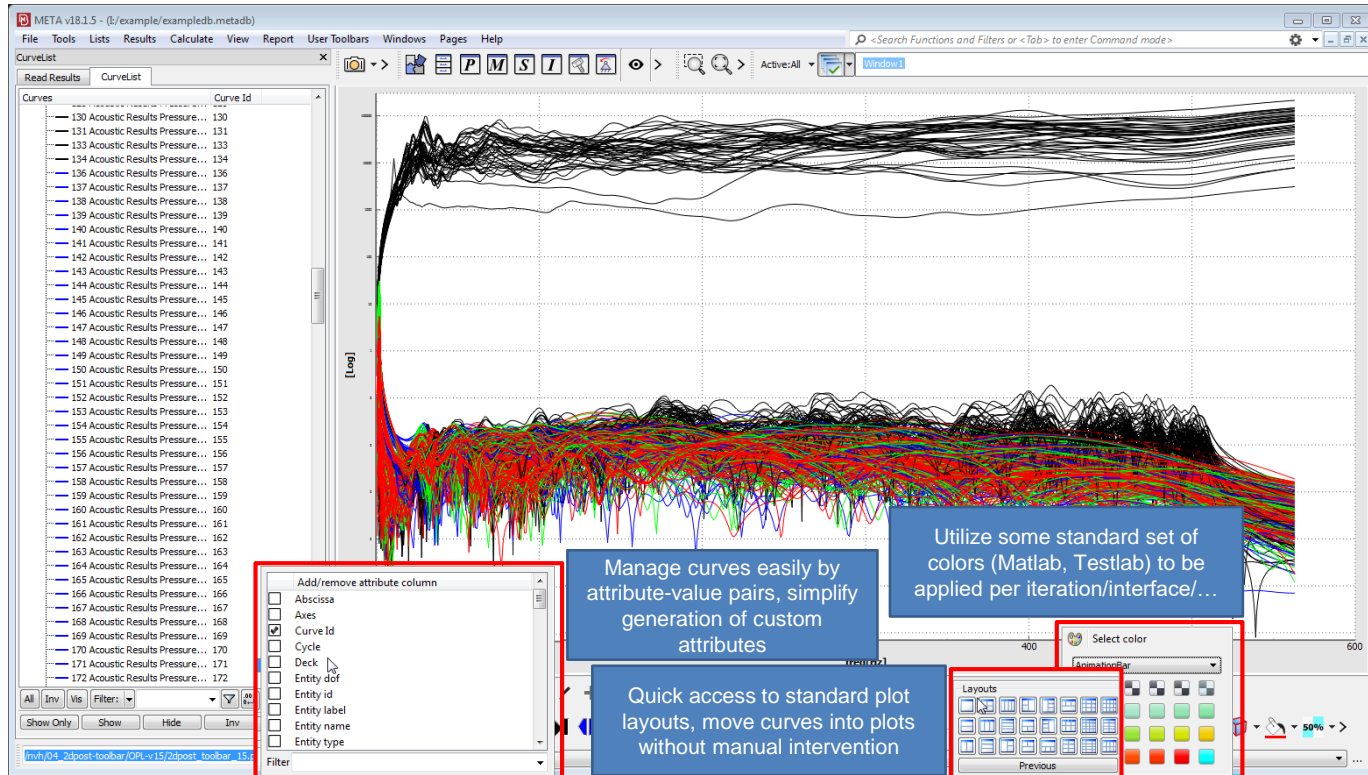 META v18.1.5 - (I:/example/exampledb.metadb)
File Tools Lists Results Calculate View Report User Toolbars Windows Pages Help
<Search Functions and Filters or <Tab> to enter Command mode>
CurveList
Read Results CurveList
Active:All Window1
Curves Curve Id
130 Acoustic Results Pressure... 130
131 Acoustic Results Pressure... 131
133 Acoustic Results Pressure... 133
134 Acoustic Results Pressure... 134
136 Acoustic Results Pressure... 136
137 Acoustic Results Pressure... 137
138 Acoustic Results Pressure... 138
139 Acoustic Results Pressure... 139
140 Acoustic Results Pressure... 140
141 Acoustic Results Pressure... 141
142 Acoustic Results Pressure... 142
143 Acoustic Results Pressure... 143
144 Acoustic Results Pressure... 144
145 Acoustic Results Pressure... 145
146 Acoustic Results Pressure... 146
147 Acoustic Results Pressure... 147
148 Acoustic Results Pressure... 148
149 Acoustic Results Pressure... 149
150 Acoustic Results Pressure... 150
151 Acoustic Results Pressure... 151
152 Acoustic Results Pressure... 152
153 Acoustic Results Pressure... 153
154 Acoustic Results Pressure... 154
155 Acoustic Results Pressure... 155
156 Acoustic Results Pressure... 156
157 Acoustic Results Pressure... 157
158 Acoustic Results Pressure... 158
159 Acoustic Results Pressure... 159
160 Acoustic Results Pressure... 160
161 Acoustic Results Pressure... 161
162 Acoustic Results Pressure... 162
163 Acoustic Results Pressure... 163
164 Acoustic Results Pressure... 164
165 Acoustic Results Pressure... 165
166 Acoustic Results Pressure... 166
167 Acoustic Results Pressure... 167
168 Acoustic Results Pressure... 168
169 Acoustic Results Pressure... 169
170 Acoustic Results Pressure... 170
171 Acoustic Results Pressure... 171
172 Acoustic Results Pressure... 172
All Inv Vis Filter:
Show Only Show Hide Inv
/nvh/04_2dpost-toolbar/OPL-v15/2dpost_toolbar_15.p
[Log]
400
600
Add/remove attribute column
Abscissa
Axes
Curve Id
Cycle
Deck
Entity dof
Entity id
Entity label
Entity name
Entity type
Filter
Manage curves easily by
attribute-value pairs, simplify
generation of custom
attributes
Utilize some standard set of
colors (Matlab, Testlab) to be
applied per iteration/interface/…
Quick access to standard plot
layouts, move curves into plots
without manual intervention
Select color
AnimationBar
Layouts
Previous
50%